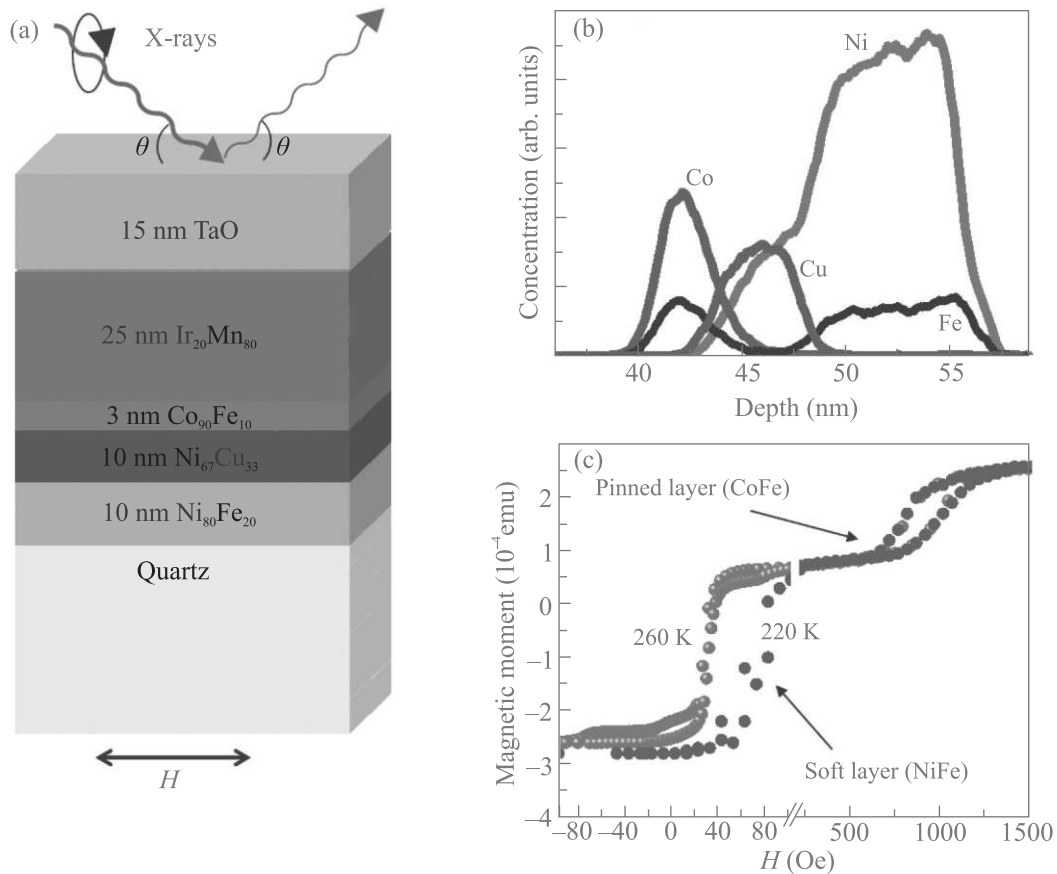 (a)
X-rays
θ
θ
15 nm TaO
25 nm Ir₂₀Mn₈₀
3 nm Co₉₀Fe₁₀
10 nm Ni₆₇Cu₃₃
10 nm Ni₈₀Fe₂₀
Quartz
H
(b)
Ni
Co
Cu
Fe
Concentration (arb. units)
40
45
50
55
Depth (nm)
(c)
Pinned layer (CoFe)
260 K
220 K
Soft layer (NiFe)
Magnetic moment (10⁻⁴emu)
2
1
0
–1
–2
–3
–4
–80
–40
0
40
80
500
1000
1500
H (Oe)